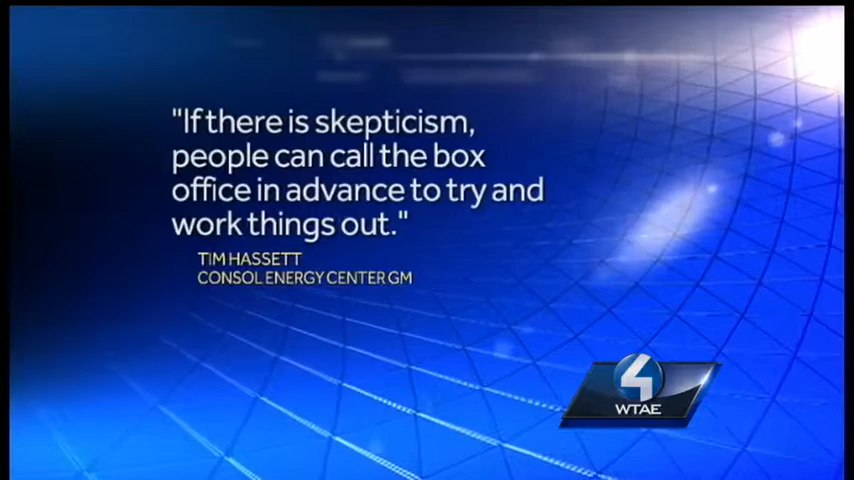 "If there is skepticism,
people can call the box
office in advance to try and
work things out."
TIM HASSETT
CONSOL ENERGY CENTER GM
4
WTAE